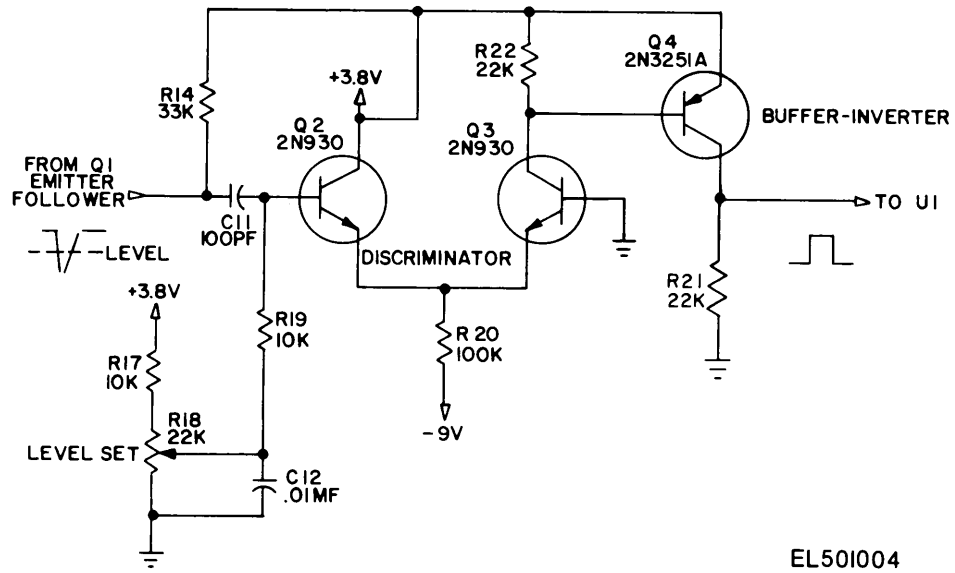 R14
33K
+3.8V
Q2
2N930
R22
22K
Q3
2N930
Q4
2N3251A
BUFFER-INVERTER
FROM Q1
EMITTER
FOLLOWER
C11
100PF
LEVEL
DISCRIMINATOR
TO U1
+3.8V
R17
10K
R19
10K
R20
100K
R21
22K
R18
22K
LEVEL SET
C12
.01MF
-9V
EL501004